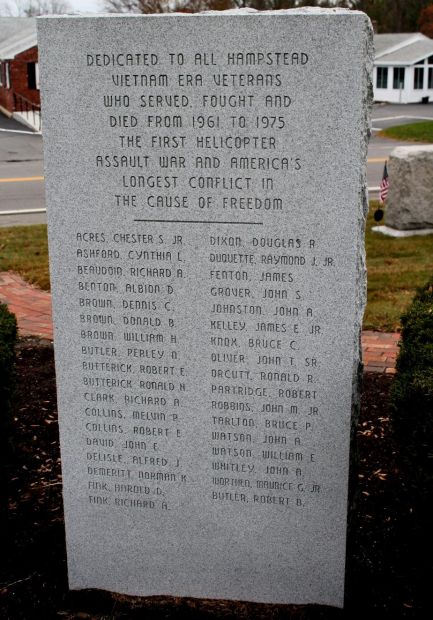 DEDICATED TO ALL HAMPSTEAD
VIETNAM ERA VETERANS
WHO SERVED, FOUGHT AND
DIED FROM 1961 TO 1975
THE FIRST HELICOPTER
ASSAULT WAR AND AMERICA'S
LONGEST CONFLICT IN
THE CAUSE OF FREEDOM
ACRES, CHESTER S. JR.
ASHFORD, CYNTHIA L.
BEAUDOIN, RICHARD A.
BENTON, ALBION D.
BROWN, DENNIS C.
BROWN, DONALD B.
BROWN, WILLIAM H.
BUTLER, PERLEY N.
BUTTERICK, ROBERT E.
BUTTERICK, RONALD H.
CLARK, RICHARD A.
COLLINS, MELVIN R.
COLLINS, ROBERT E.
DAVID, JOHN E.
DELISLE, ALFRED J.
DEMERITT, NORMAN K.
FINK, HAROLD D.
FINK, RICHARD A.
DIXON, DOUGLAS R.
DUQUETTE, RAYMOND J. JR.
FENTON, JAMES
GROVER, JOHN S.
JOHNSTON, JOHN A.
KELLEY, JAMES E. JR.
KNOX, BRUCE C.
OLIVER, JOHN T. SR.
ORCUTT, RONALD R.
PARTRIDGE, ROBERT
ROBBINS, JOHN M. JR.
TARLTON, BRUCE P.
WATSON, JOHN A.
WATSON, WILLIAM E.
WHITLEY, JOHN A.
WORTHEN, MAURICE G. JR.
BUTLER, ROBERT B.